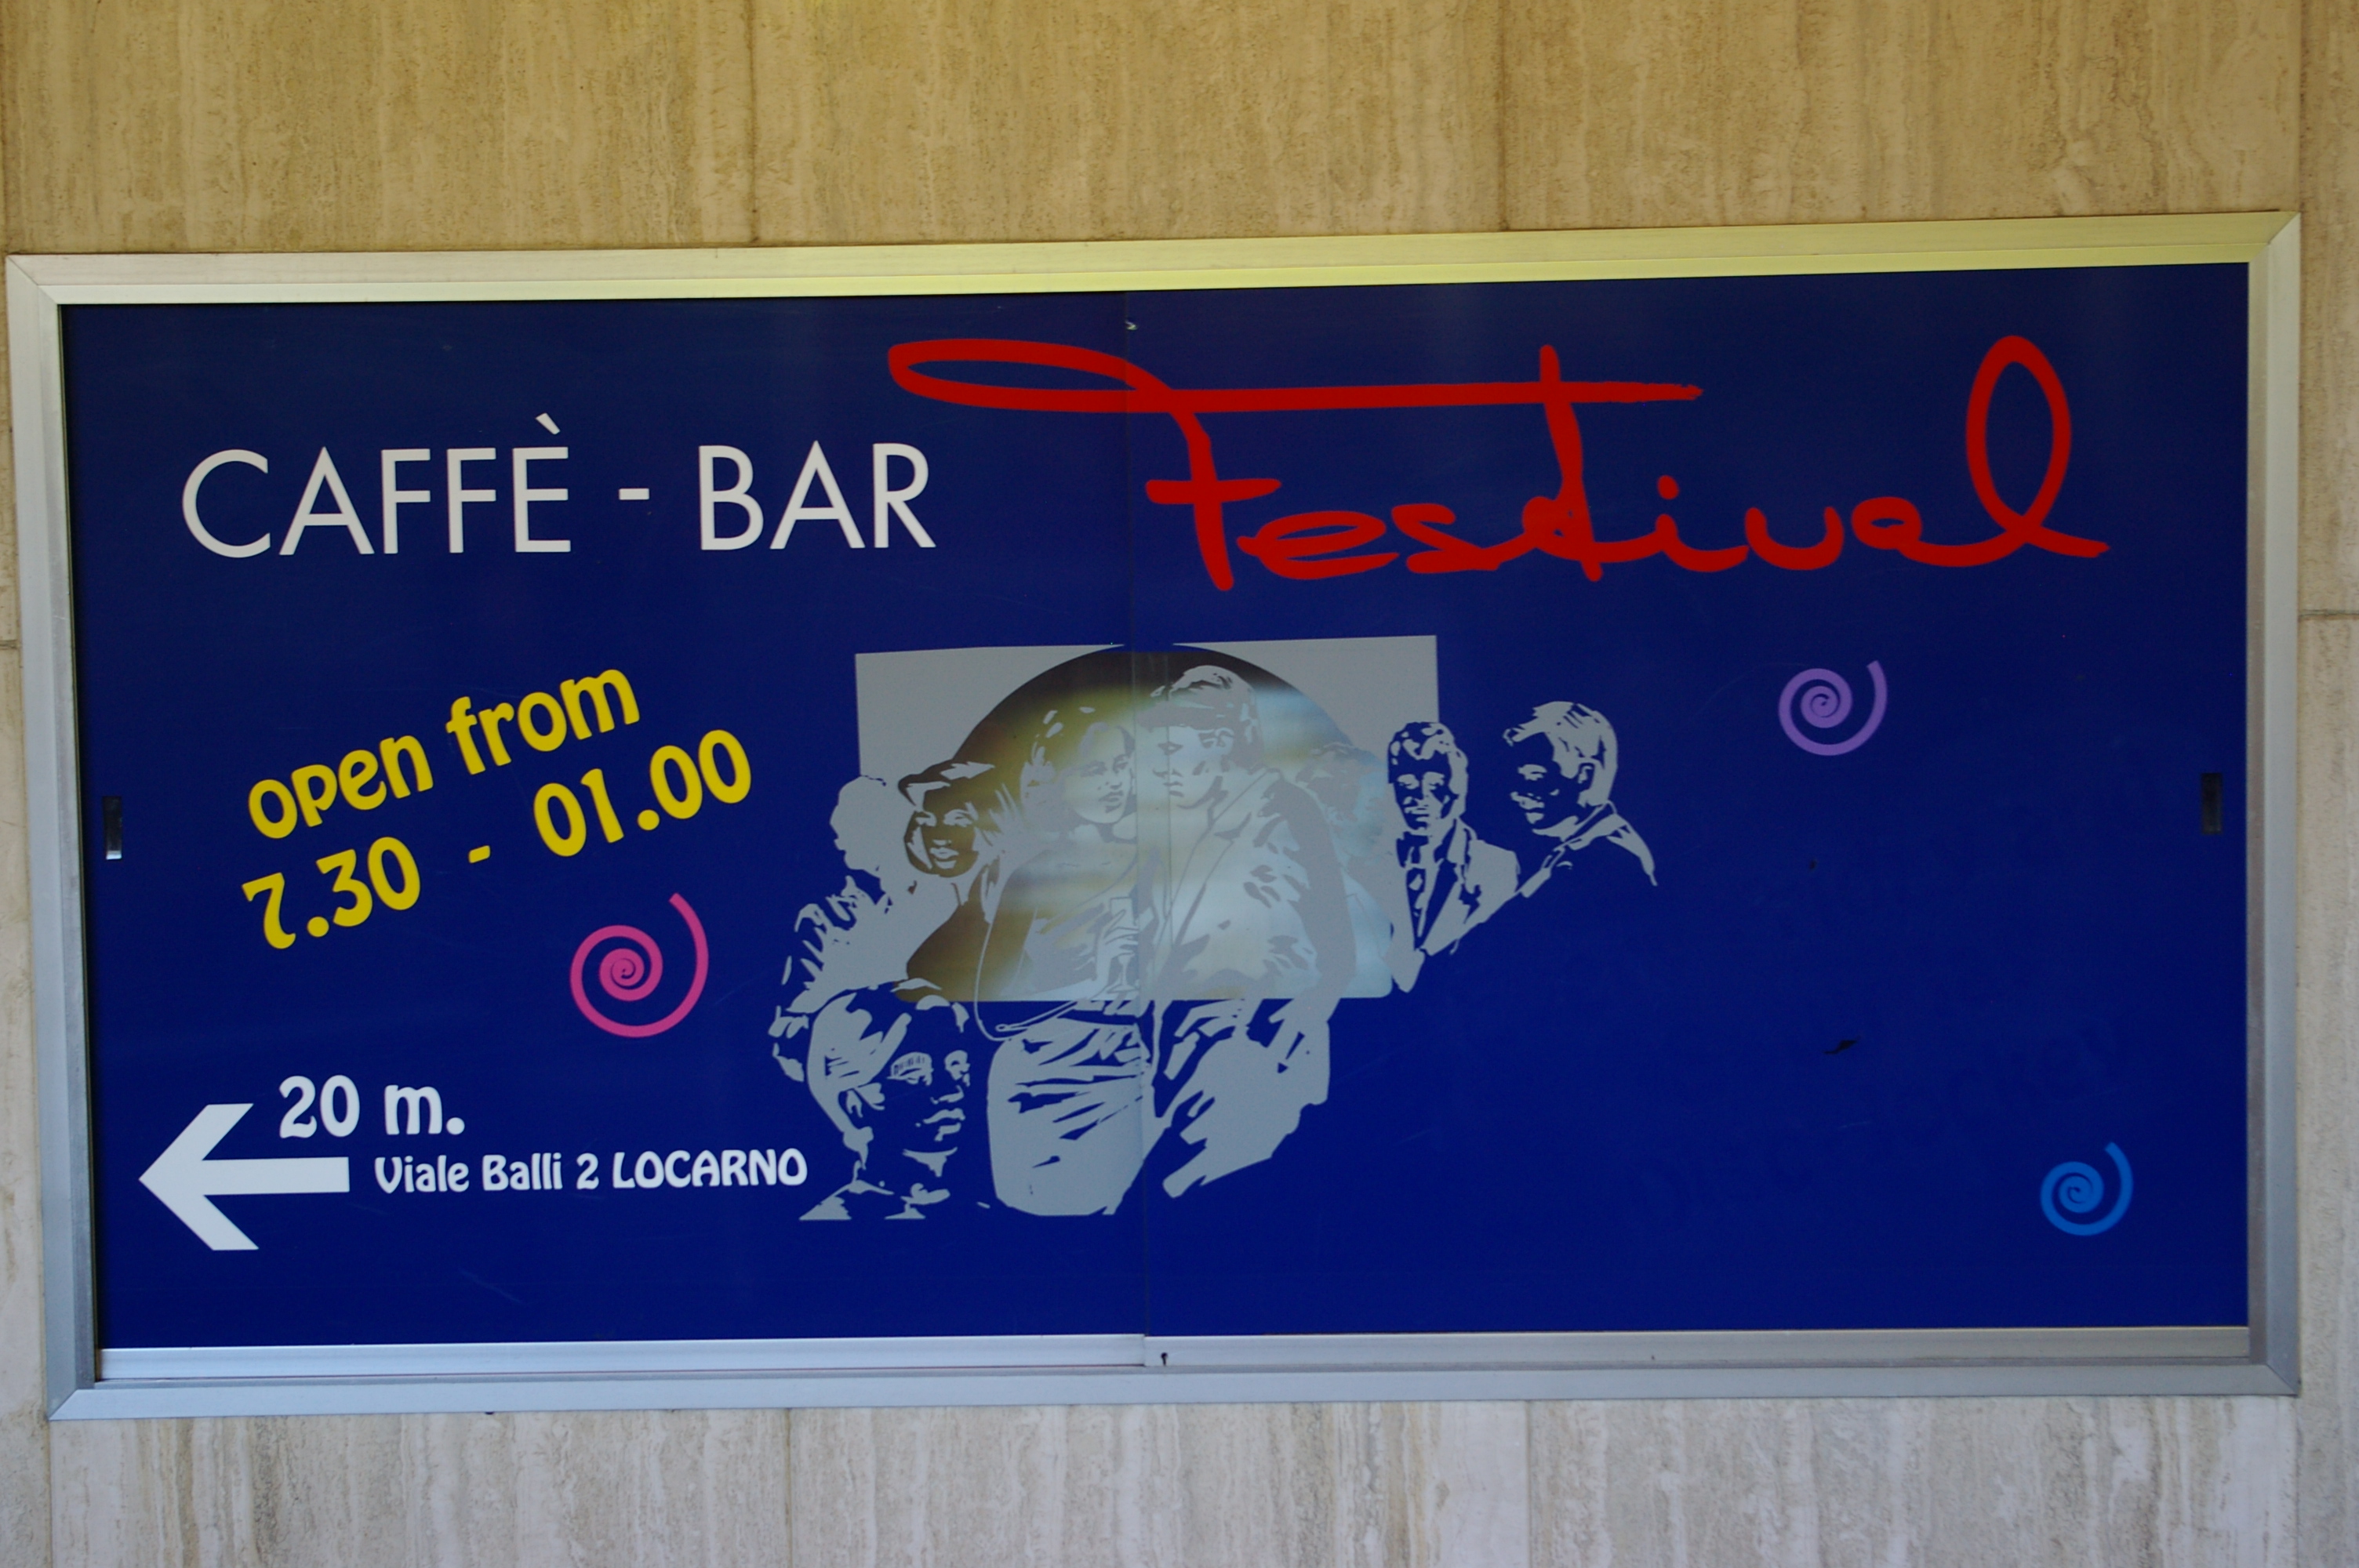 CAFFÈ - BAR Festival
open from
7.30 - 01.00
20 m.
Viale Balli 2 LOCARNO